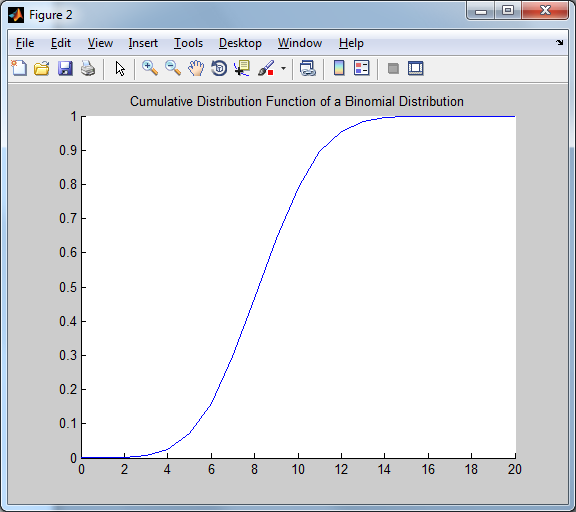 Figure 2
File Edit View Insert Tools Desktop Window Help
Cumulative Distribution Function of a Binomial Distribution
1
0.9
0.8
0.7
0.6
0.5
0.4
0.3
0.2
0.1
0
0 2 4 6 8 10 12 14 16 18 20